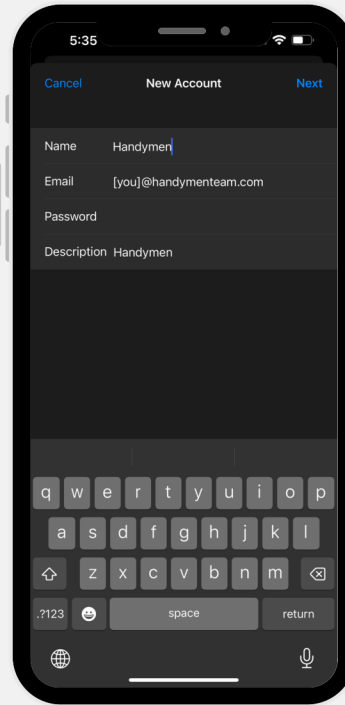 5:35
Cancel New Account Next
Name Handymen
Email [you]@handymenteam.com
Password
Description Handymen
q w e r t y u i o p
a s d f g h j k l
z x c v b n m
.?123 space return